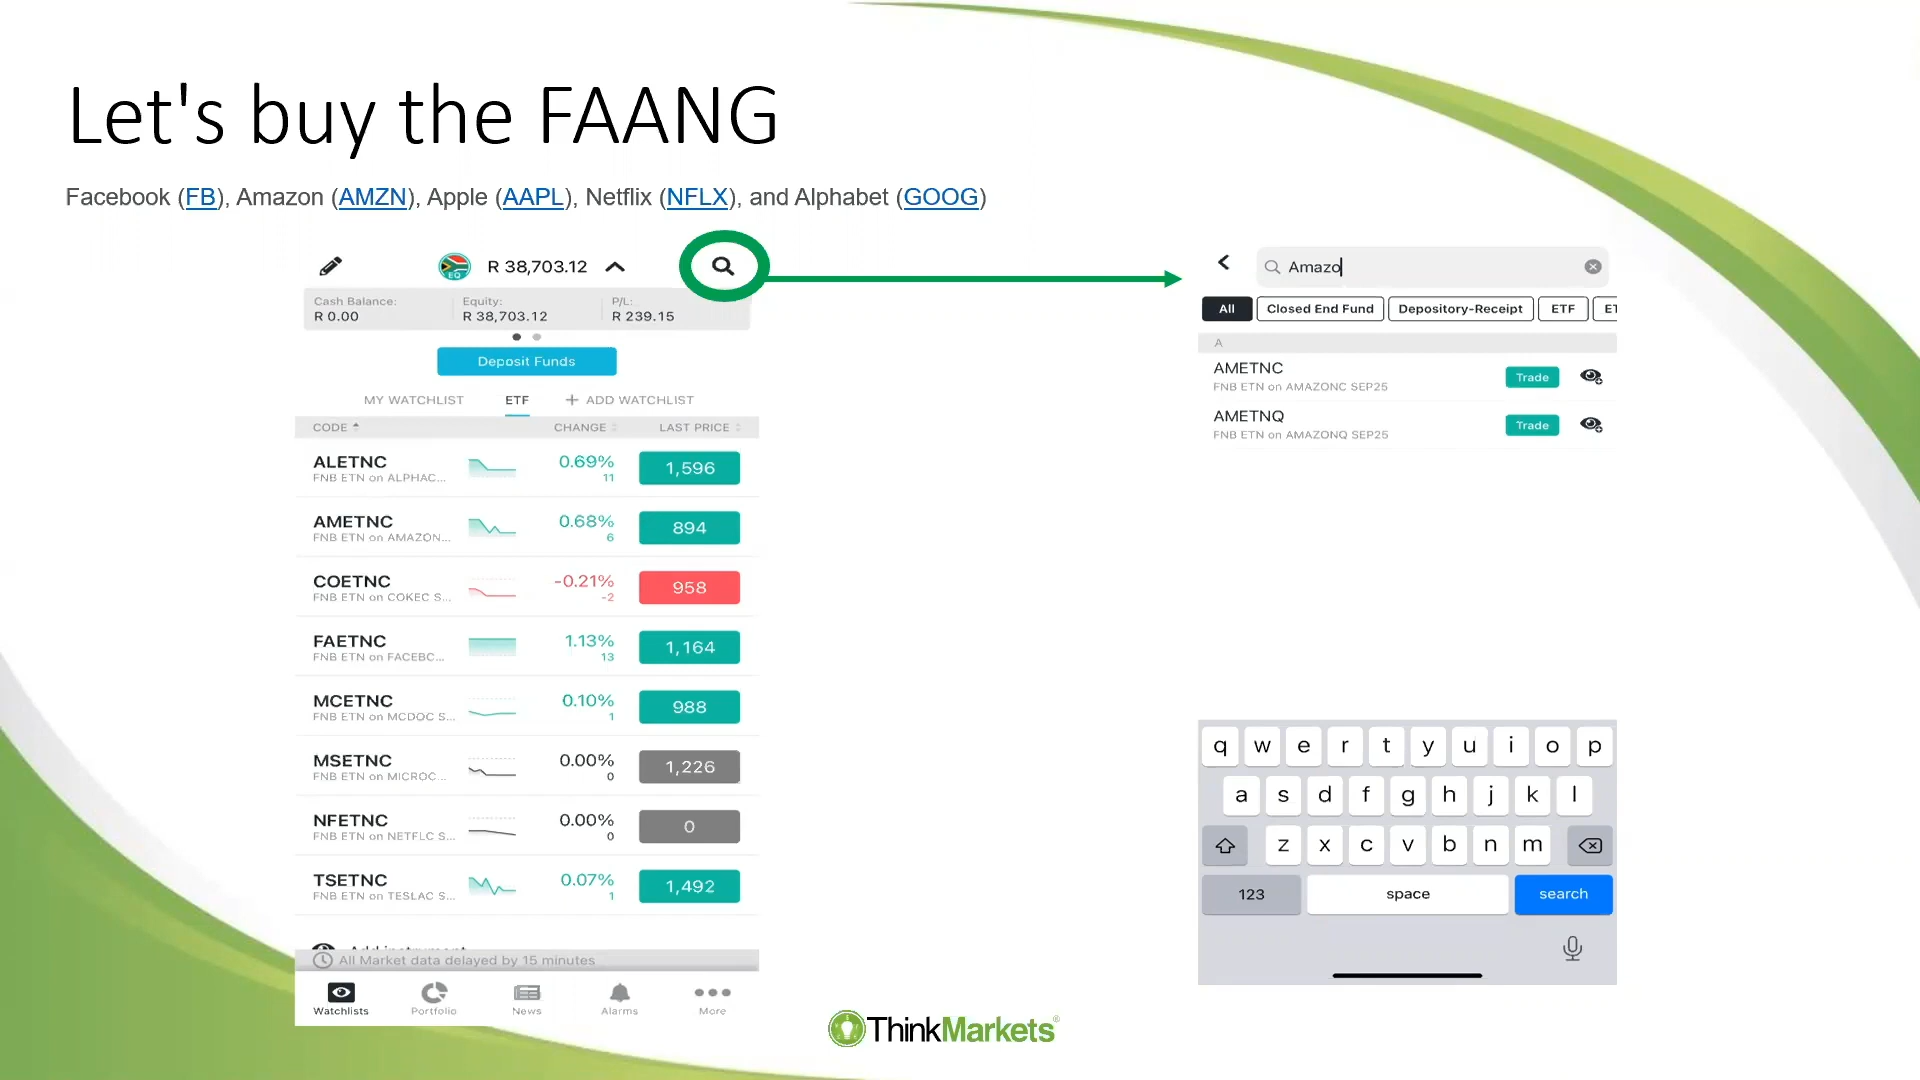 Let's buy the FAANG
Facebook (FB), Amazon (AMZN), Apple (AAPL), Netflix (NFLX), and Alphabet (GOOG)
EQ
R 38,703.12
Cash Balance: Equity: P/L:
R 0.00 R 38,703.12 R 239.15
Deposit Funds
MY WATCHLIST ETF + ADD WATCHLIST
CODE CHANGE LAST PRICE
ALETNC 0.69% 1,596
FNB ETN on ALPHAC... 11
AMETNC 0.68% 894
FNB ETN on AMAZON... 6
COETNC -0.21% 958
FNB ETN on COKEC S... -2
FAETNC 1.13% 1,164
FNB ETN on FACEBC... 13
MCETNC 0.10% 988
FNB ETN on MCDOC S... 1
MSETNC 0.00% 1,226
FNB ETN on MICROC... 0
NFETNC 0.00% 0
FNB ETN on NETFLC S... 0
TSETNC 0.07% 1,492
FNB ETN on TESLAC S... 1
Add instrument
All Market data delayed by 15 minutes
Watchlists Portfolio News Alarms More
Amazo
All Closed End Fund Depository-Receipt ETF ET
A
AMETNC
FNB ETN on AMAZONC SEP25
Trade
AMETNQ
FNB ETN on AMAZONQ SEP25
Trade
q w e r t y u i o p
a s d f g h j k l
z x c v b n m
123 space search
ThinkMarkets®